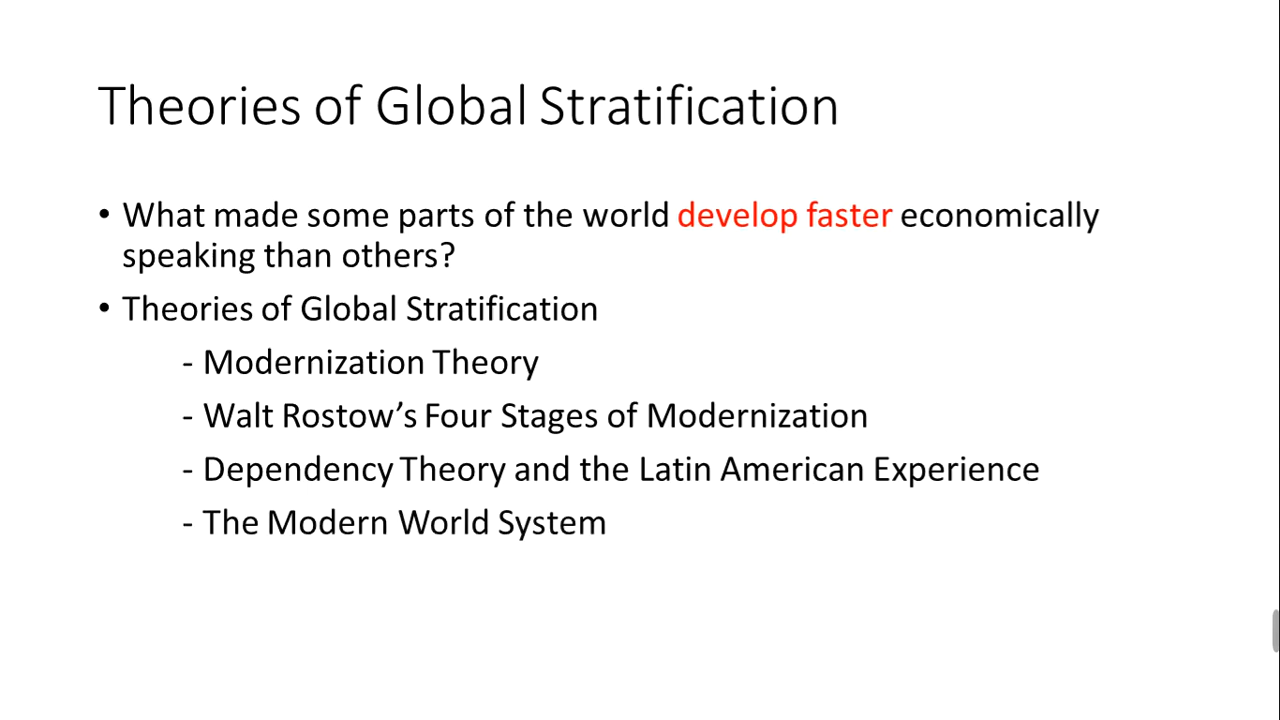 Theories of Global Stratification
• What made some parts of the world develop faster economically
speaking than others?
• Theories of Global Stratification
- Modernization Theory
- Walt Rostow’s Four Stages of Modernization
- Dependency Theory and the Latin American Experience
- The Modern World System